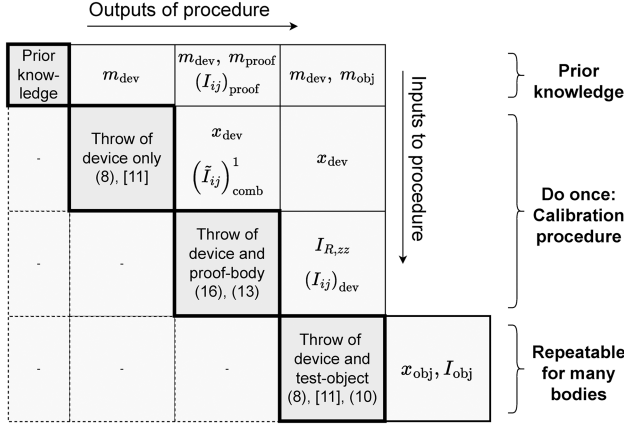 Outputs of procedure
Prior
know-
ledge
m_dev
m_dev, m_proof
(I_ij)_proof
m_dev, m_obj
Prior
knowledge
Inputs to procedure
-
Throw of
device only
(8), [11]
x_dev
(Ĩ_ij)^1_comb
x_dev
Do once:
Calibration
procedure
-
-
Throw of
device and
proof-body
(16), (13)
I_R,zz
(I_ij)_dev
-
-
-
Throw of
device and
test-object
(8), [11], (10)
x_obj, I_obj
Repeatable
for many
bodies